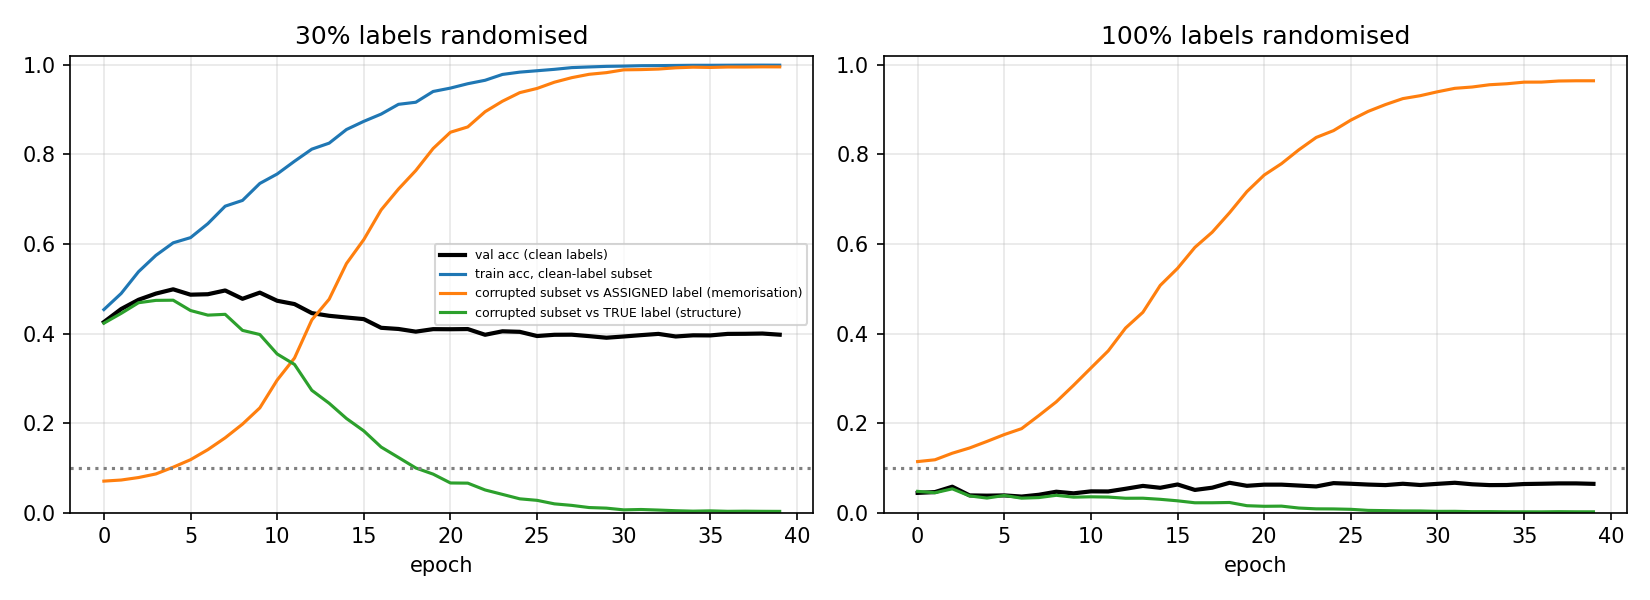 30% labels randomised
100% labels randomised
1.0
0.8
0.6
0.4
0.2
0.0
val acc (clean labels)
train acc, clean-label subset
corrupted subset vs ASSIGNED label (memorisation)
corrupted subset vs TRUE label (structure)
0 5 10 15 20 25 30 35 40
epoch
1.0
0.8
0.6
0.4
0.2
0.0
0 5 10 15 20 25 30 35 40
epoch